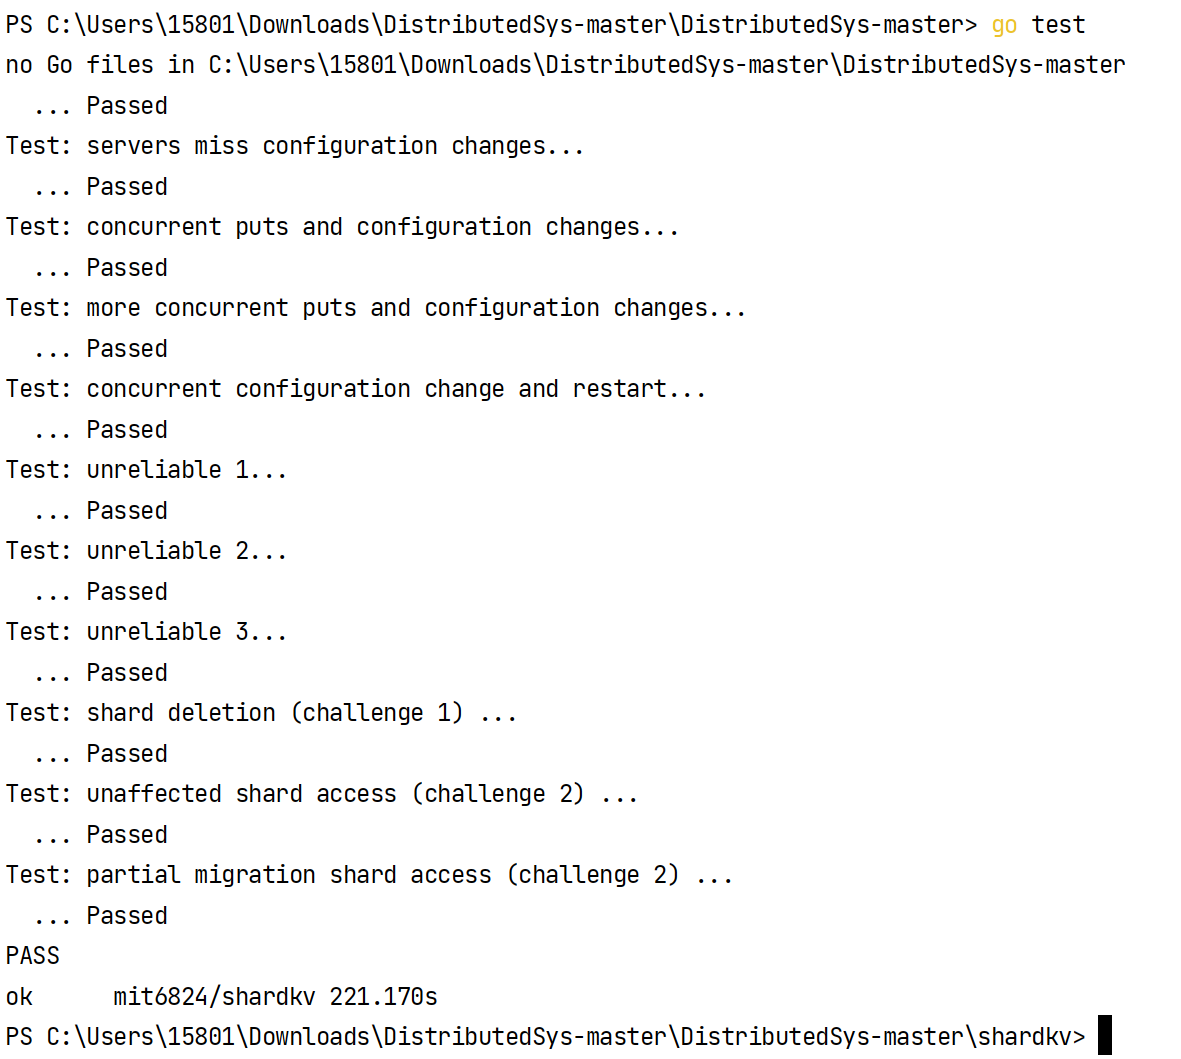 PS C:\Users\15801\Downloads\DistributedSys-master\DistributedSys-master> go test
no Go files in C:\Users\15801\Downloads\DistributedSys-master\DistributedSys-master
  ... Passed
Test: servers miss configuration changes...
  ... Passed
Test: concurrent puts and configuration changes...
  ... Passed
Test: more concurrent puts and configuration changes...
  ... Passed
Test: concurrent configuration change and restart...
  ... Passed
Test: unreliable 1...
  ... Passed
Test: unreliable 2...
  ... Passed
Test: unreliable 3...
  ... Passed
Test: shard deletion (challenge 1) ...
  ... Passed
Test: unaffected shard access (challenge 2) ...
  ... Passed
Test: partial migration shard access (challenge 2) ...
  ... Passed
PASS
ok      mit6824/shardkv 221.170s
PS C:\Users\15801\Downloads\DistributedSys-master\DistributedSys-master\shardkv>